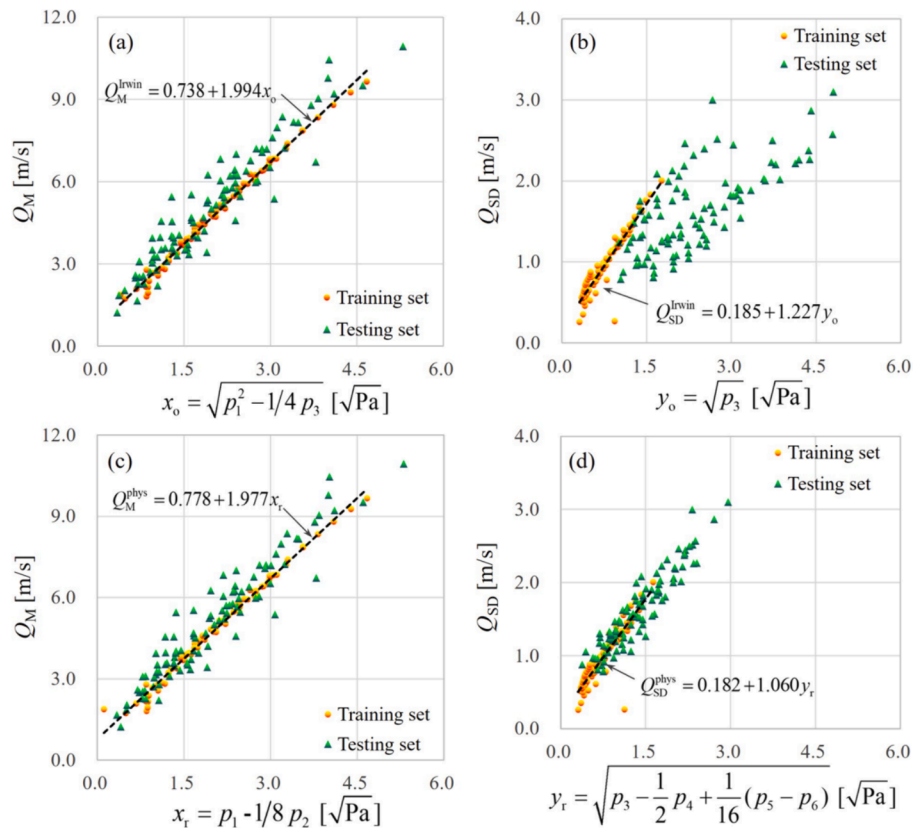 12.0
9.0
6.0
3.0
0.0
Q_M [m/s]
(a)
Q_M^Irwin = 0.738+1.994x_o
Training set
Testing set
0.0 1.5 3.0 4.5 6.0
x_o = √(p_1^2 − 1/4 p_3) [√Pa]
4.0
3.0
2.0
1.0
0.0
Q_SD [m/s]
(b)
Training set
Testing set
Q_SD^Irwin = 0.185+1.227y_o
0.0 1.5 3.0 4.5 6.0
y_o = √p_3 [√Pa]
12.0
9.0
6.0
3.0
0.0
Q_M [m/s]
(c)
Q_M^phys = 0.778+1.977x_r
Training set
Testing set
0.0 1.5 3.0 4.5 6.0
x_r = p_1 - 1/8 p_2 [√Pa]
4.0
3.0
2.0
1.0
0.0
Q_SD [m/s]
(d)
Training set
Testing set
Q_SD^phys = 0.182+1.060y_r
0.0 1.5 3.0 4.5 6.0
y_r = √(p_3 − 1/2 p_4 + 1/16 (p_5 − p_6)) [√Pa]